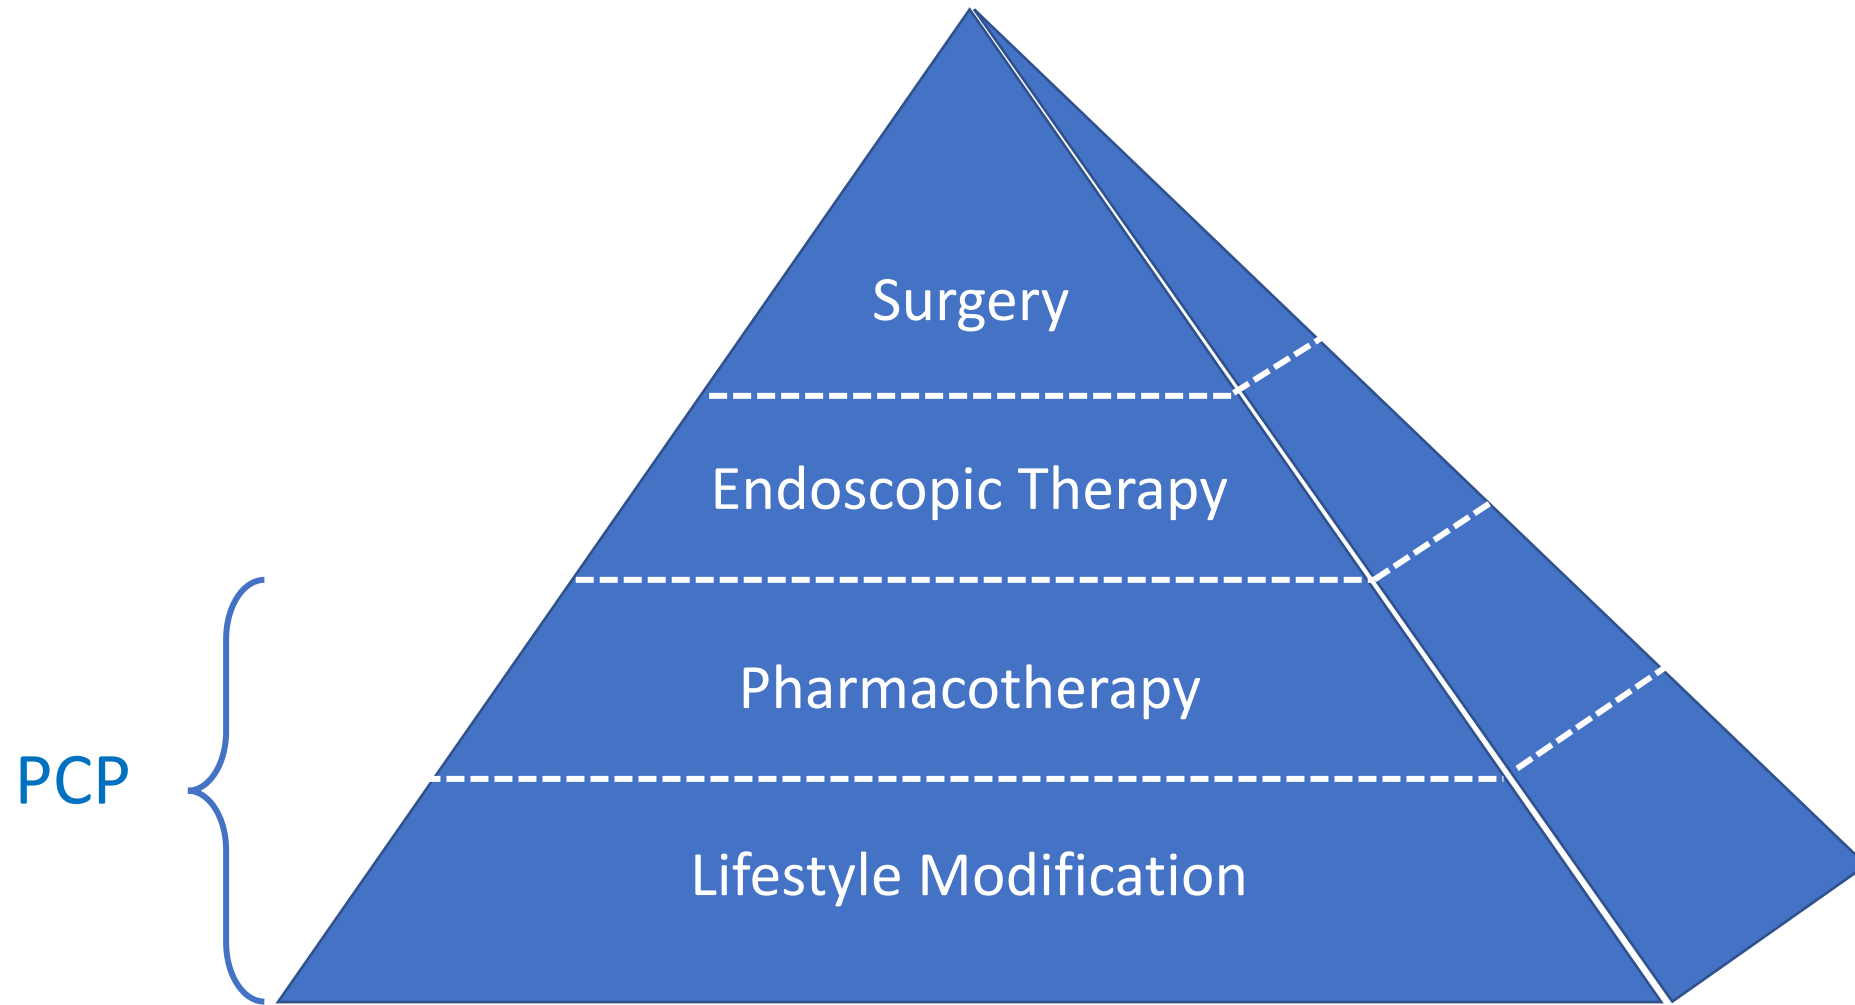 Surgery
Endoscopic Therapy
Pharmacotherapy
PCP
Lifestyle Modification